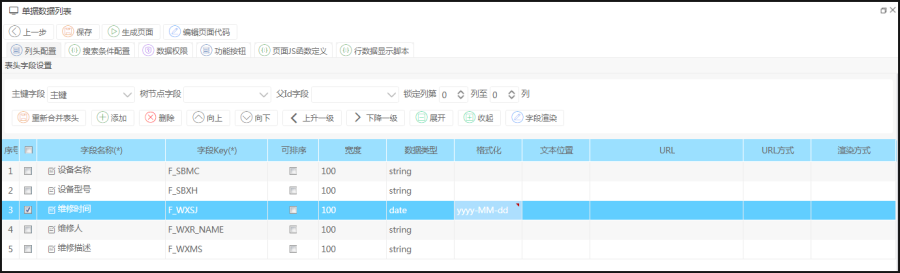 单据数据列表
上一步 保存 生成页面 编辑页面代码
列头配置 搜索条件配置 数据权限 功能按钮 页面JS函数定义 行数据显示脚本
表头字段设置
主键字段 主键 树节点字段 父Id字段 锁定列第 0 列至 0 列
重新合并表头 添加 删除 向上 向下 上升一级 下降一级 展开 收起 字段渲染
序号 字段名称(*) 字段Key(*) 可排序 宽度 数据类型 格式化 文本位置 URL URL方式 渲染方式
1 设备名称 F_SBMC 100 string
2 设备型号 F_SBXH 100 string
3 维修时间 F_WXSJ 100 date yyyy-MM-dd
4 维修人 F_WXR_NAME 100 string
5 维修描述 F_WXMS 100 string